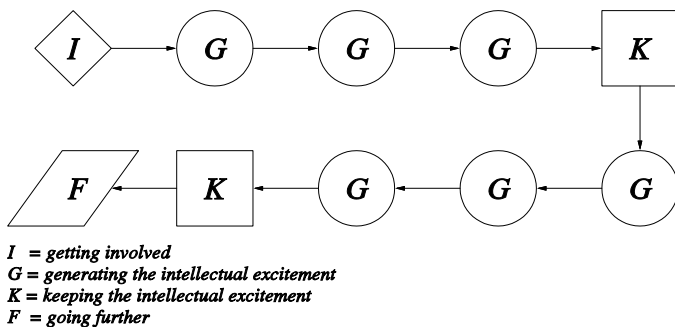 I G G G K
F K G G G
I = getting involved
G = generating the intellectual excitement
K = keeping the intellectual excitement
F = going further